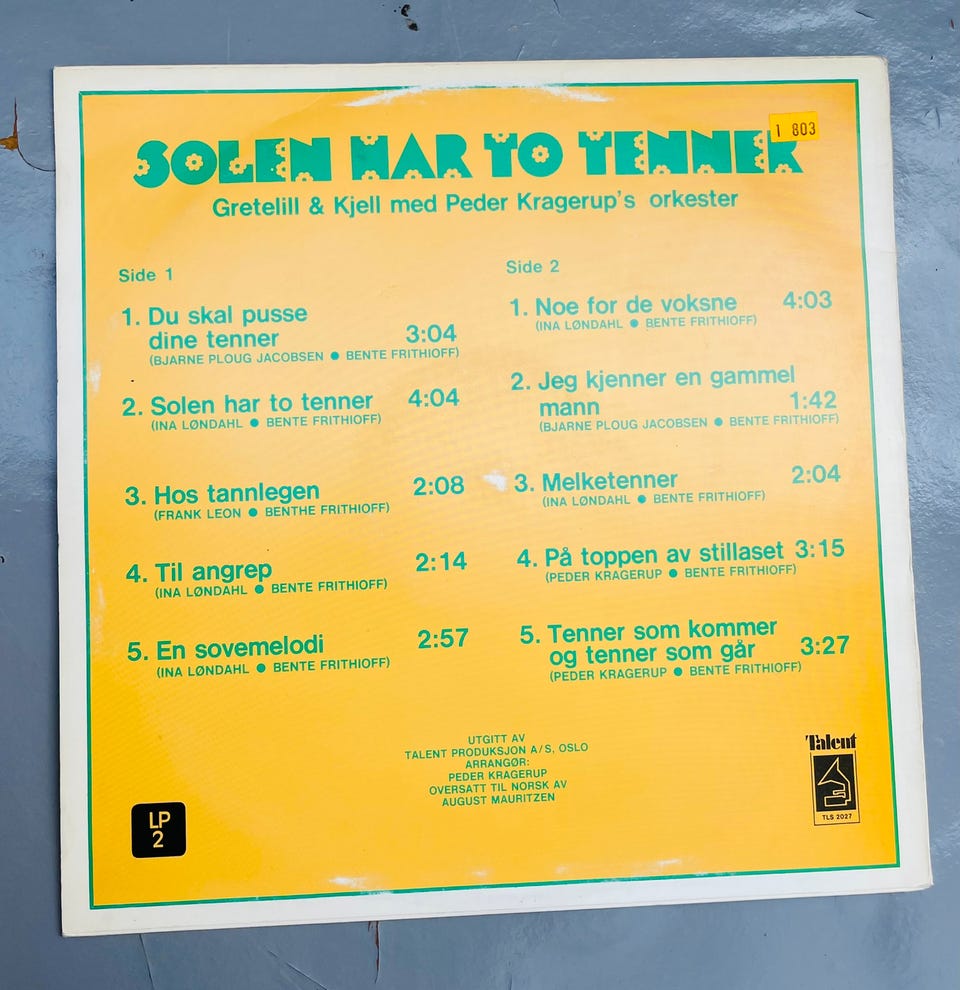 SOLEN HAR TO TENNER
1 803
Gretelill & Kjell med Peder Kragerup's orkester
Side 1
1. Du skal pusse
dine tenner 3:04
(BJARNE PLOUG JACOBSEN ● BENTE FRITHIOFF)
2. Solen har to tenner 4:04
(INA LØNDAHL ● BENTE FRITHIOFF)
3. Hos tannlegen 2:08
(FRANK LEON ● BENTHE FRITHIOFF)
4. Til angrep 2:14
(INA LØNDAHL ● BENTE FRITHIOFF)
5. En sovemelodi 2:57
(INA LØNDAHL ● BENTE FRITHIOFF)
Side 2
1. Noe for de voksne 4:03
(INA LØNDAHL ● BENTE FRITHIOFF)
2. Jeg kjenner en gammel
mann 1:42
(BJARNE PLOUG JACOBSEN ● BENTE FRITHIOFF)
3. Melketenner 2:04
(INA LØNDAHL ● BENTE FRITHIOFF)
4. På toppen av stillaset 3:15
(PEDER KRAGERUP ● BENTE FRITHIOFF)
5. Tenner som kommer
og tenner som går 3:27
(PEDER KRAGERUP ● BENTE FRITHIOFF)
UTGITT AV
TALENT PRODUKSJON A/S, OSLO
ARRANGØR:
PEDER KRAGERUP
OVERSATT TIL NORSK AV
AUGUST MAURITZEN
LP
2
Talent
TLS 2027